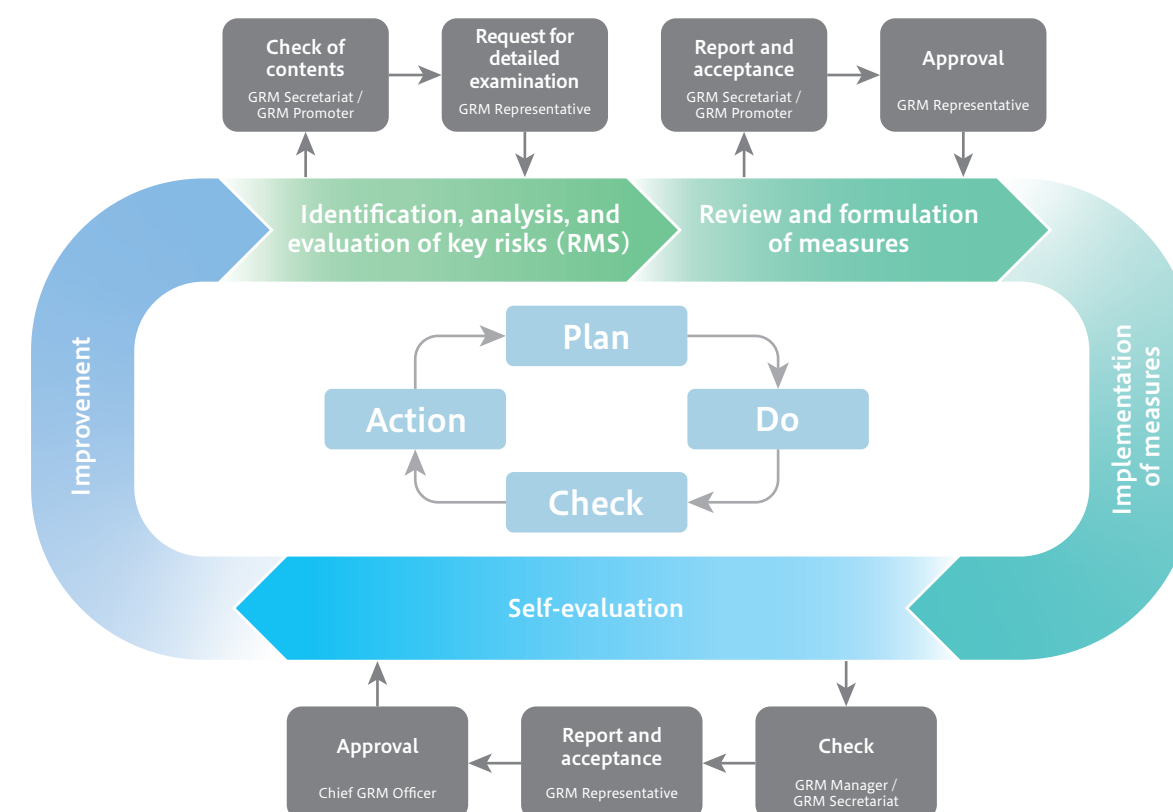 Check of
contents
GRM Secretariat /
GRM Promoter
Request for
detailed
examination
GRM Representative
Report and
acceptance
GRM Secretariat /
GRM Promoter
Approval
GRM Representative
Identification, analysis, and
evaluation of key risks (RMS)
Review and formulation
of measures
Implementation
of measures
Improvement
Plan
Action
Do
Check
Self-evaluation
Approval
Chief GRM Officer
Report and
acceptance
GRM Representative
Check
GRM Manager /
GRM Secretariat